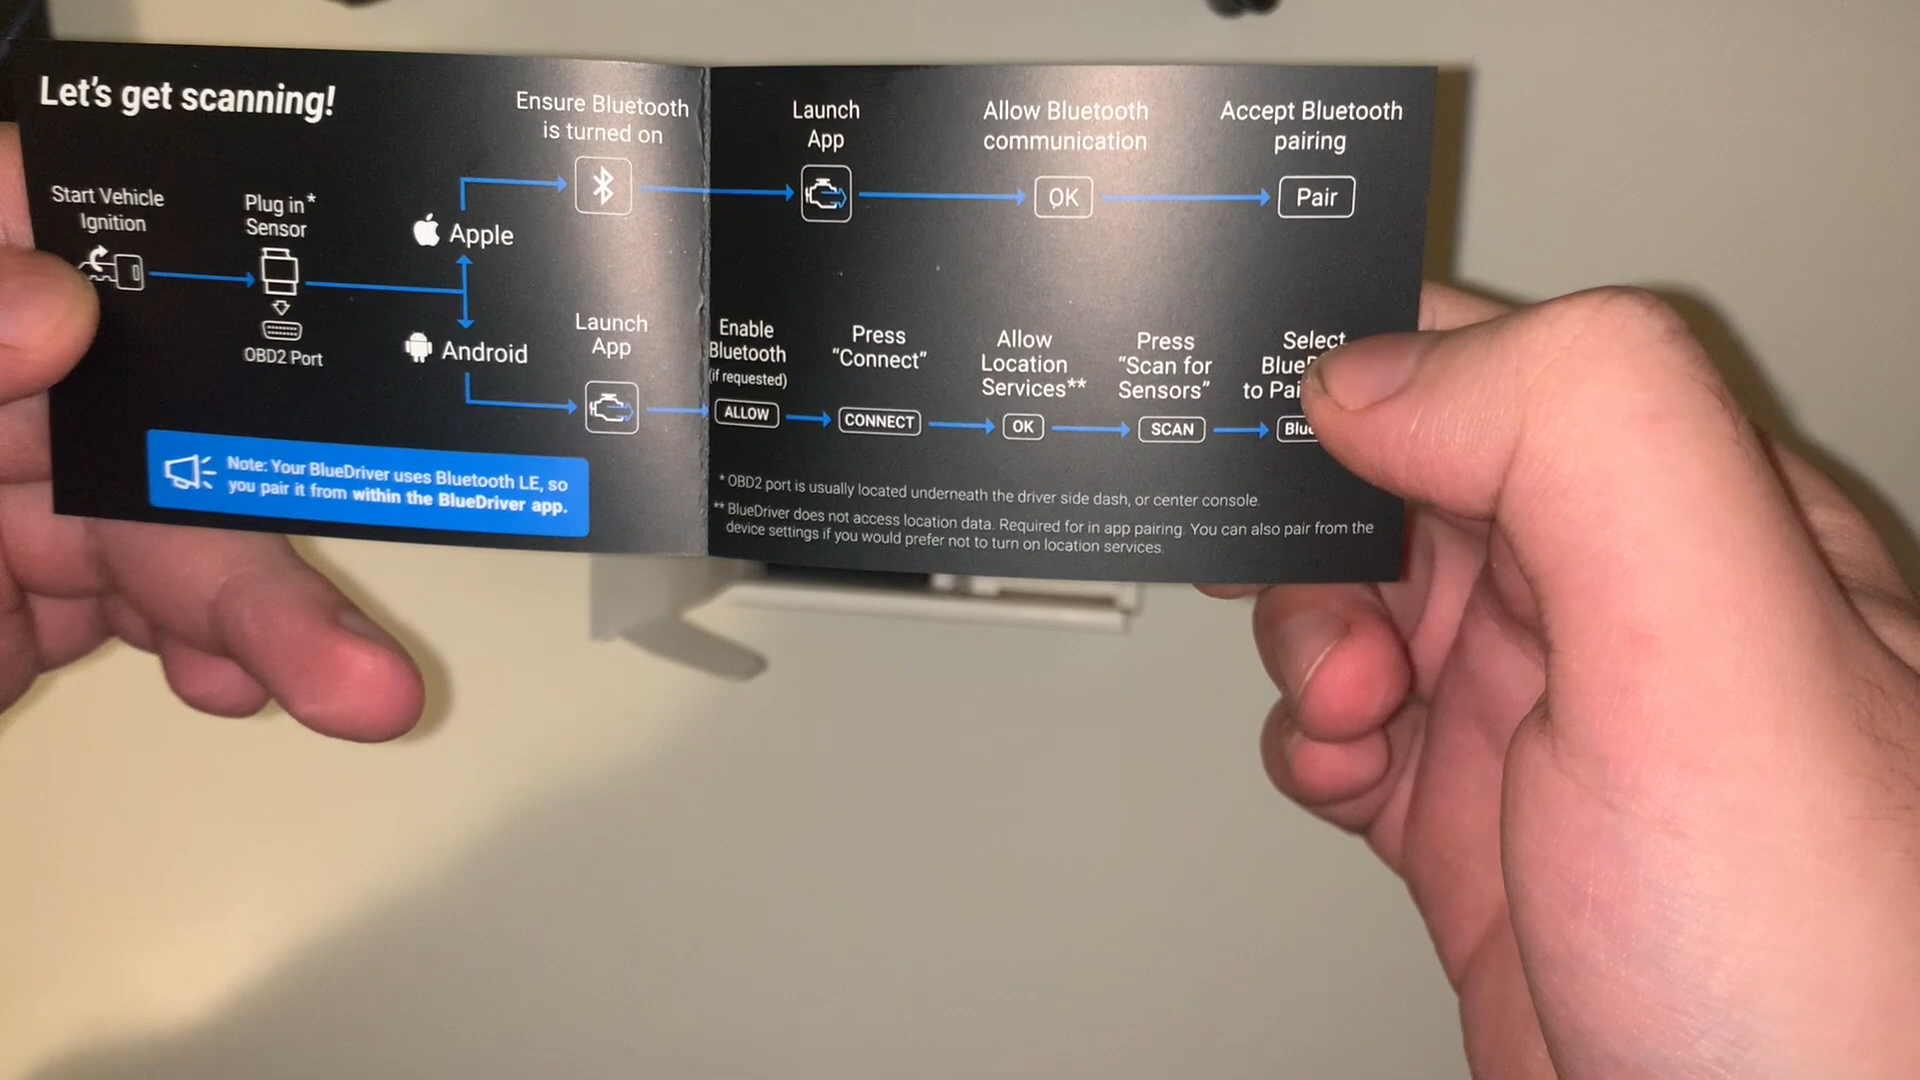 Let's get scanning!
Start Vehicle
Ignition
Plug in*
Sensor
OBD2 Port
Apple
Ensure Bluetooth
is turned on
Launch
App
Allow Bluetooth
communication
OK
Accept Bluetooth
pairing
Pair
Android
Launch
App
Enable
Bluetooth
(if requested)
ALLOW
Press
“Connect”
CONNECT
Allow
Location
Services**
OK
Press
“Scan for
Sensors”
SCAN
Select
to
Note: Your BlueDriver uses Bluetooth LE, so
you pair it from within the BlueDriver app.
* OBD2 port is usually located underneath the driver side dash, or center console.
** BlueDriver does not access location data. Required for in app pairing. You can also pair from the
device settings if you would prefer not to turn on location services.